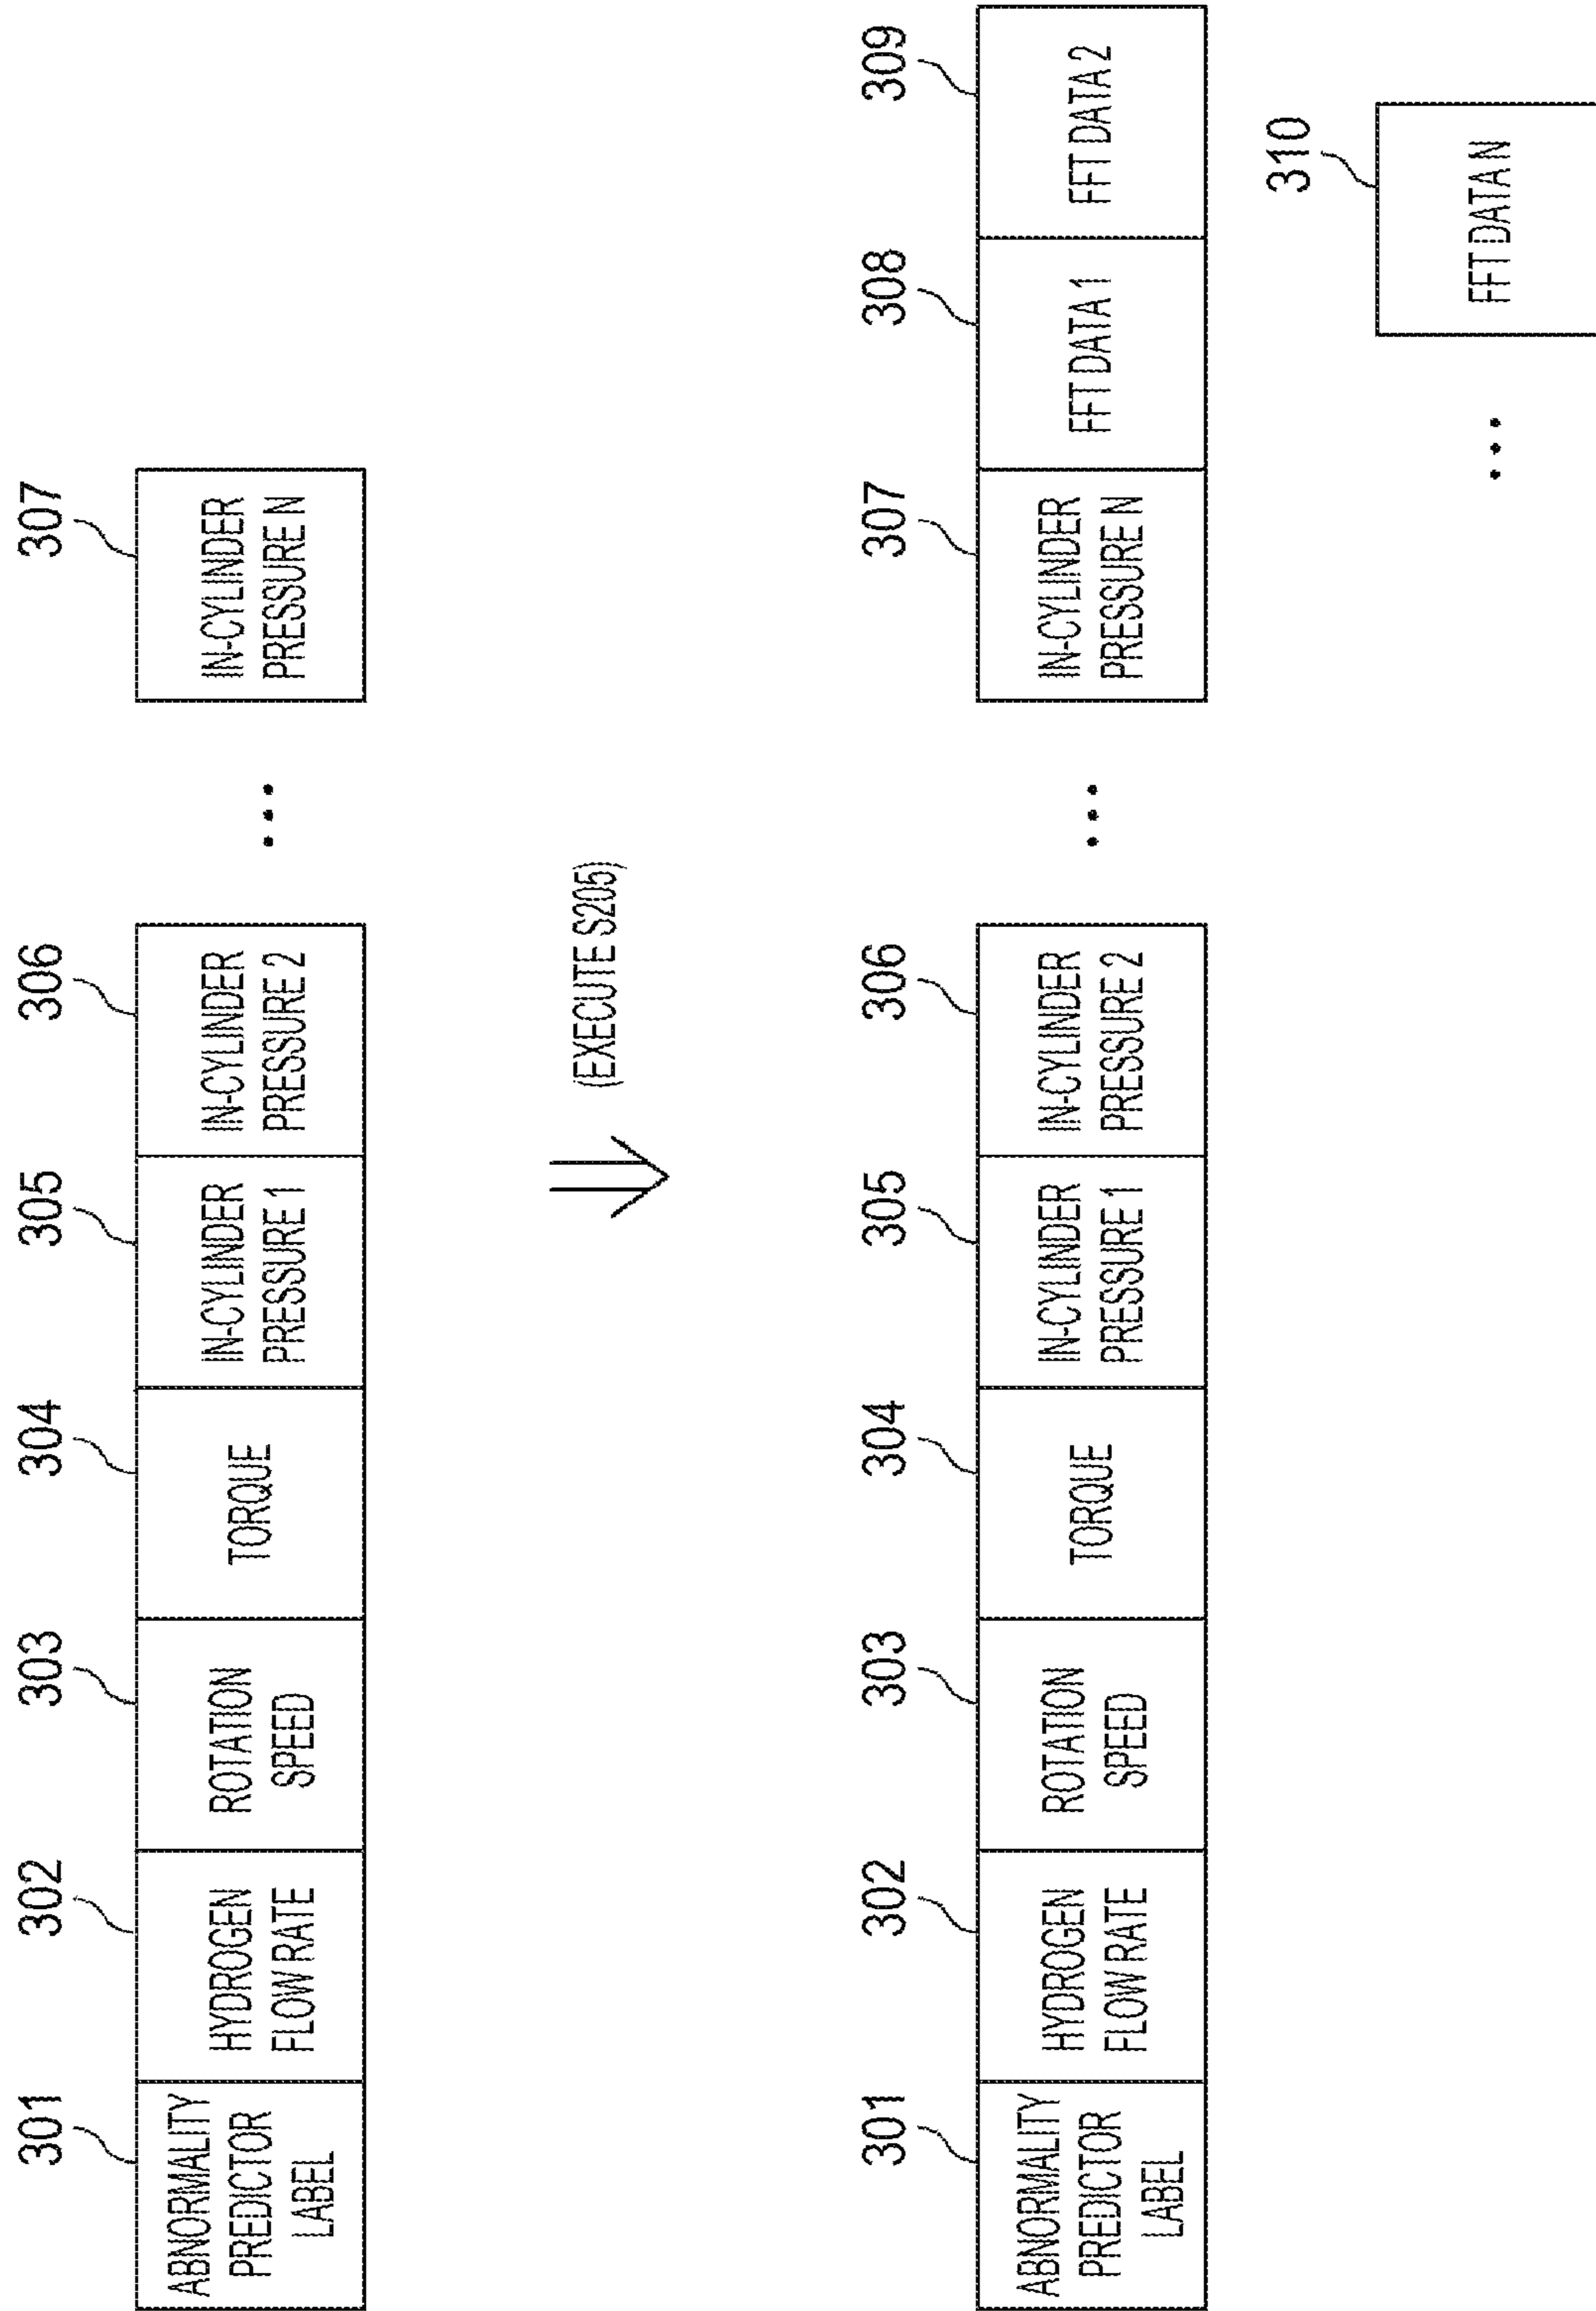 301
302
303
304
305
306
307
ABNORMALITY
PREDICTOR
LABEL
HYDROGEN
FLOW RATE
ROTATION
SPEED
TORQUE
IN-CYLINDER
PRESSURE 1
IN-CYLINDER
PRESSURE 2
...
IN-CYLINDER
PRESSURE N
(EXECUTE S205)
301
302
303
304
305
306
307
308
309
ABNORMALITY
PREDICTOR
LABEL
HYDROGEN
FLOW RATE
ROTATION
SPEED
TORQUE
IN-CYLINDER
PRESSURE 1
IN-CYLINDER
PRESSURE 2
...
IN-CYLINDER
PRESSURE N
FFT DATA 1
FFT DATA 2
310
...
FFT DATA N